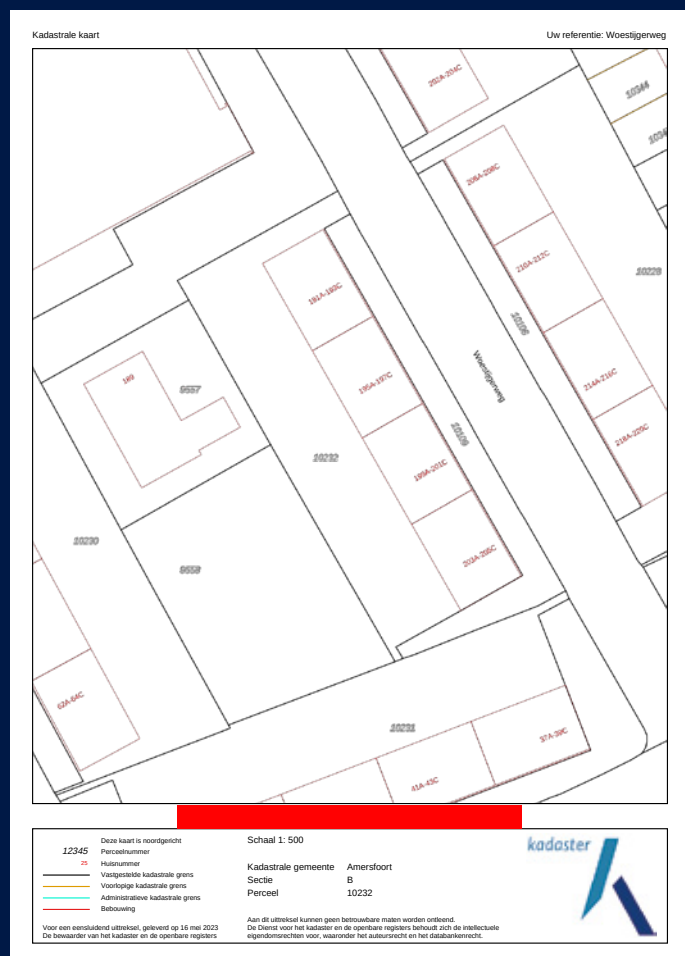 Kadastrale kaart
Uw referentie: Woestijgerweg
202A-204C
10344
206A-208C
210A-212C
10228
191A-193C
10106
214A-216C
Woestijgerweg
189
9557
195A-197C
218A-220C
10109
10232
199A-201C
10230
9558
203A-205C
62A-64C
10231
37A-39C
41A-43C
12345
25
Deze kaart is noordgericht
Perceelnummer
Huisnummer
Vastgestelde kadastrale grens
Voorlopige kadastrale grens
Administratieve kadastrale grens
Bebouwing
Voor een eensluidend uittreksel, geleverd op 16 mei 2023
De bewaarder van het kadaster en de openbare registers
Schaal 1: 500
Kadastrale gemeente Amersfoort
Sectie B
Perceel 10232
Aan dit uittreksel kunnen geen betrouwbare maten worden ontleend.
De Dienst voor het kadaster en de openbare registers behoudt zich de intellectuele
eigendomsrechten voor, waaronder het auteursrecht en het databankenrecht.
kadaster